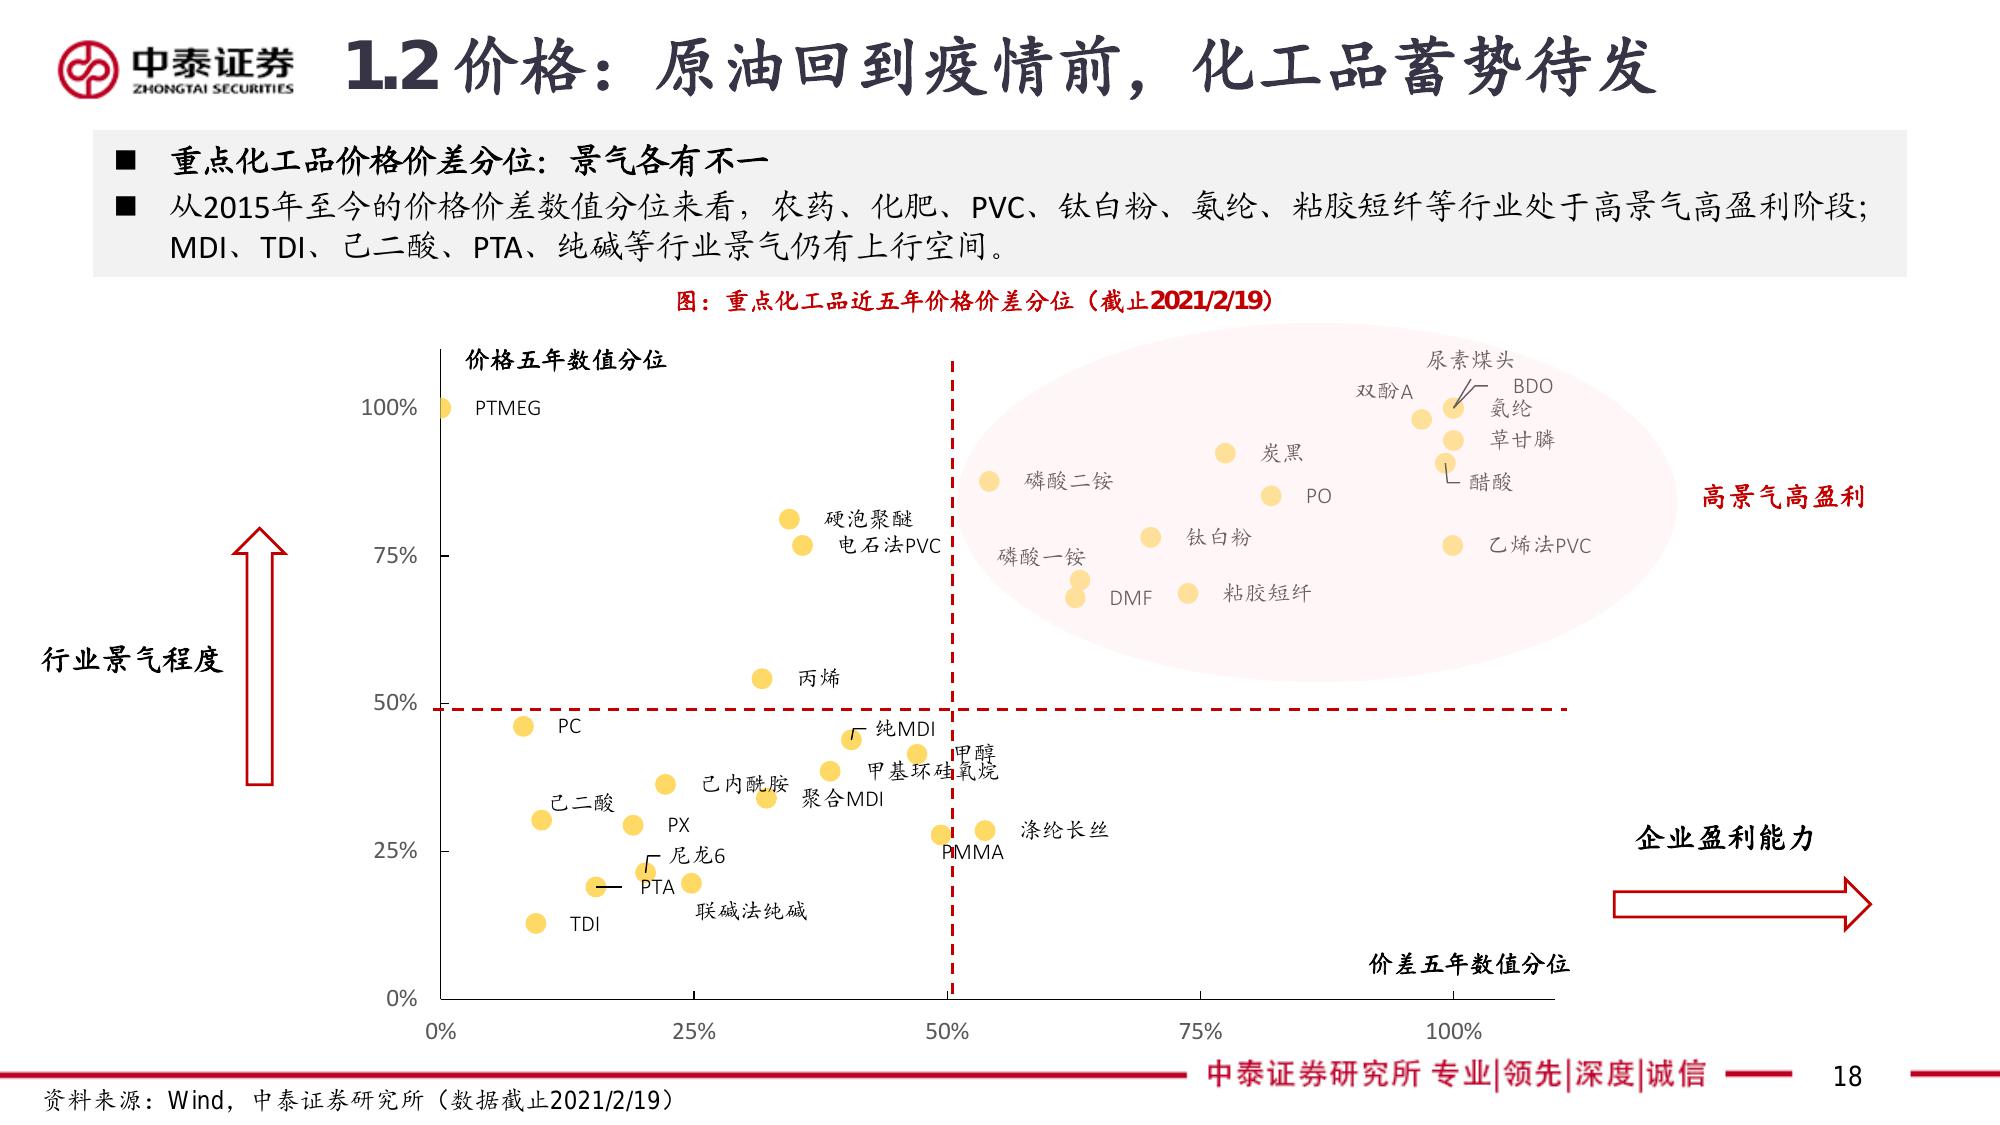 中泰证券
ZHONGTAI SECURITIES
1.2 价格：原油回到疫情前，化工品蓄势待发
■ 重点化工品价格价差分位：景气各有不一
■ 从2015年至今的价格价差数值分位来看，农药、化肥、PVC、钛白粉、氨纶、粘胶短纤等行业处于高景气高盈利阶段；
MDI、TDI、己二酸、PTA、纯碱等行业景气仍有上行空间。
图：重点化工品近五年价格价差分位（截止2021/2/19）
价格五年数值分位
尿素煤头
双酚A
BDO
100%
PTMEG
氨纶
草甘膦
炭黑
磷酸二铵
醋酸
PO
高景气高盈利
硬泡聚醚
钛白粉
电石法PVC
乙烯法PVC
75%
磷酸一铵
粘胶短纤
DMF
行业景气程度
丙烯
50%
PC
纯MDI
甲醇
甲基环硅氧烷
己内酰胺
聚合MDI
己二酸
PX
涤纶长丝
企业盈利能力
25%
PMMA
尼龙6
PTA
联碱法纯碱
TDI
价差五年数值分位
0%
0%
25%
50%
75%
100%
中泰证券研究所 专业|领先|深度|诚信
18
资料来源：Wind，中泰证券研究所（数据截止2021/2/19）